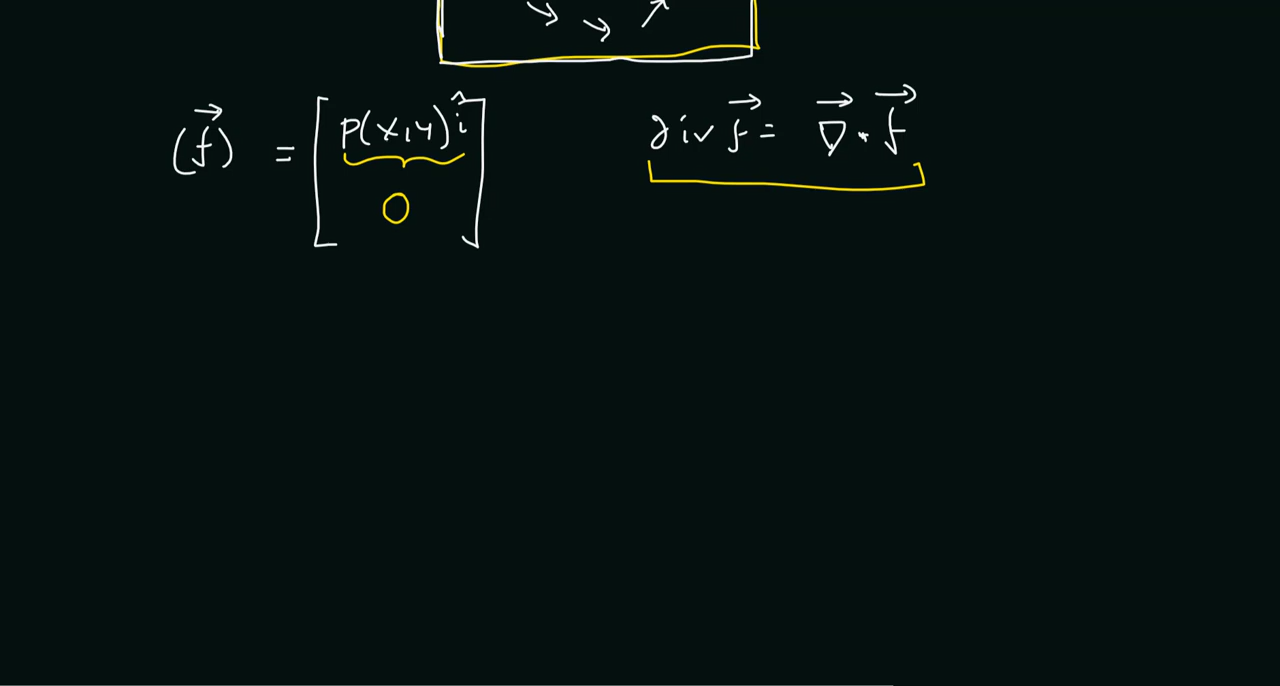 (f⃗) = [P(x,y)î]
0
div f⃗ = ∇⃗ · f⃗